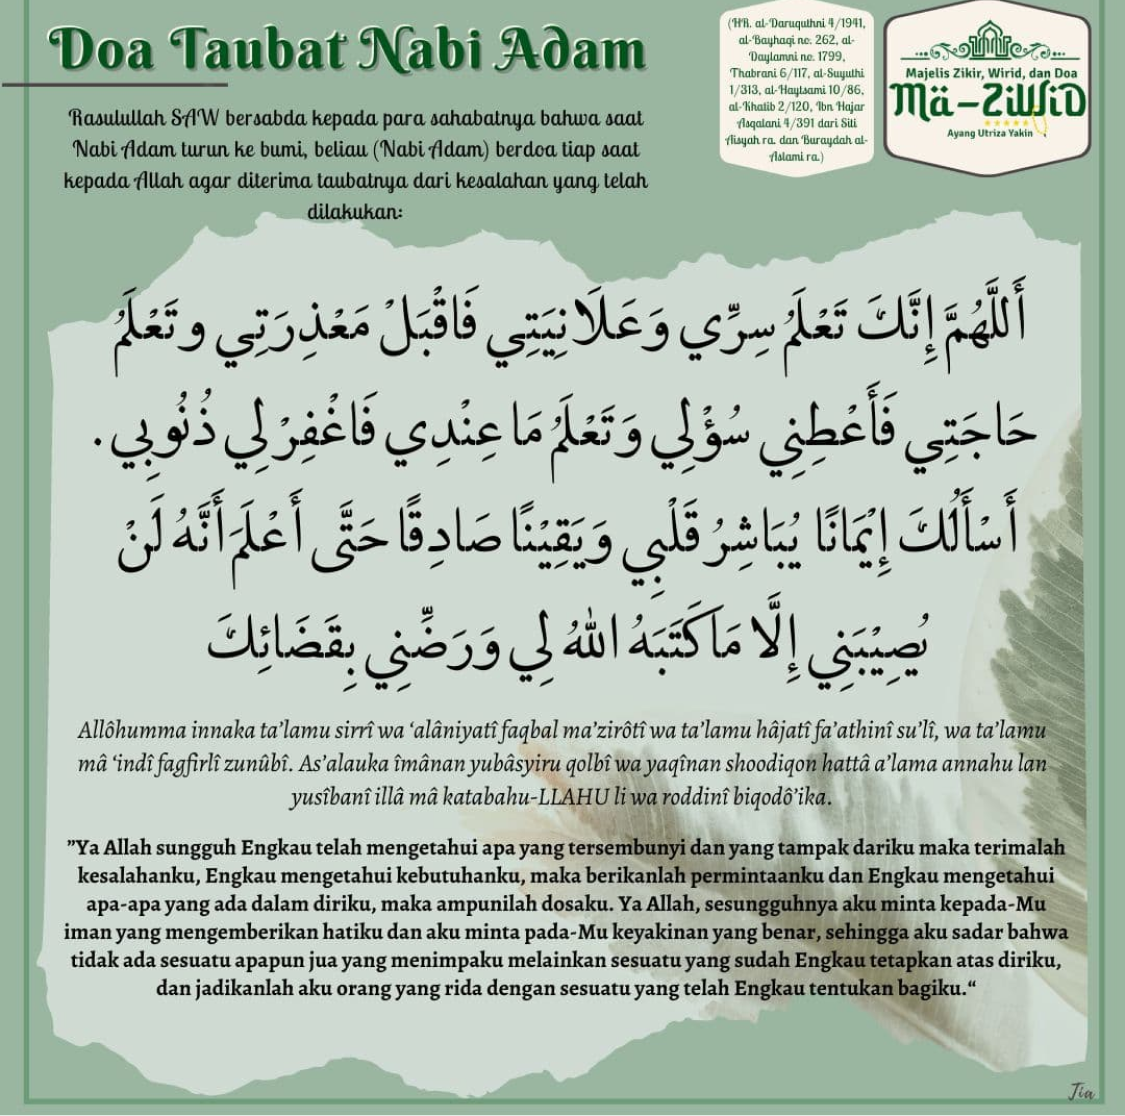 Doa Taubat Nabi Adam
Rasulullah SAW bersabda kepada para sahabatnya bahwa saat
Nabi Adam turun ke bumi, beliau (Nabi Adam) berdoa tiap saat
kepada Allah agar diterima taubatnya dari kesalahan yang telah
dilakukan:
(HR. al-Daruquthni 4/1941,
al-Bayhaqi no. 262, al-
Daylamni no. 1799,
Thabrani 6/117, al-Suyuthi
1/313, al-Haytsami 10/86,
al-Khatib 2/120, Ibn Hajar
Asqalani 4/391 dari Siti
Aisyah ra. dan Buraydah al-
Aslami ra.)
Majelis Zikir, Wirid, dan Doa
Mä-ZiWiD
Ayang Utriza Yakin
أَللَّهُمَّ إِنَّكَ تَعْلَمُ سِرِّي وَعَلَانِيَتِي فَاقْبَلْ مَعْذِرَتِي وتَعْلَمُ
حَاجَتِي فَأَعْطِنِي سُؤْلِي وَتَعْلَمُ مَا عِنْدِي فَاغْفِرْ لِي ذُنُوبِي .
أَسْأَلُكَ إِيْمَانًا يُبَاشِرُ قَلْبِي وَيَقِيْنًا صَادِقًا حَتَّى أَعْلَمَ أَنَّهُ لَنْ
يُصِيْبَنِي إِلَّا مَا كَتَبَهُ اللهُ لِي وَرَضِّنِي بِقَضَائِكَ
Allôhumma innaka ta’lamu sirrî wa ‘alâniyatî faqbal ma’zirôtî wa ta’lamu hâjatî fa’athinî su’lî, wa ta’lamu
mâ ‘indî fagfirlî zunûbî. As’alauka îmânan yubâsyiru qolbî wa yaqînan shoodiqon hattâ a’lama annahu lan
yusîbanî illâ mâ katabahu-LLAHU li wa roddinî biqodô’ika.
”Ya Allah sungguh Engkau telah mengetahui apa yang tersembunyi dan yang tampak dariku maka terimalah
kesalahanku, Engkau mengetahui kebutuhanku, maka berikanlah permintaanku dan Engkau mengetahui
apa-apa yang ada dalam diriku, maka ampunilah dosaku. Ya Allah, sesungguhnya aku minta kepada-Mu
iman yang mengemberikan hatiku dan aku minta pada-Mu keyakinan yang benar, sehingga aku sadar bahwa
tidak ada sesuatu apapun jua yang menimpaku melainkan sesuatu yang sudah Engkau tetapkan atas diriku,
dan jadikanlah aku orang yang rida dengan sesuatu yang telah Engkau tentukan bagiku.“
Jia